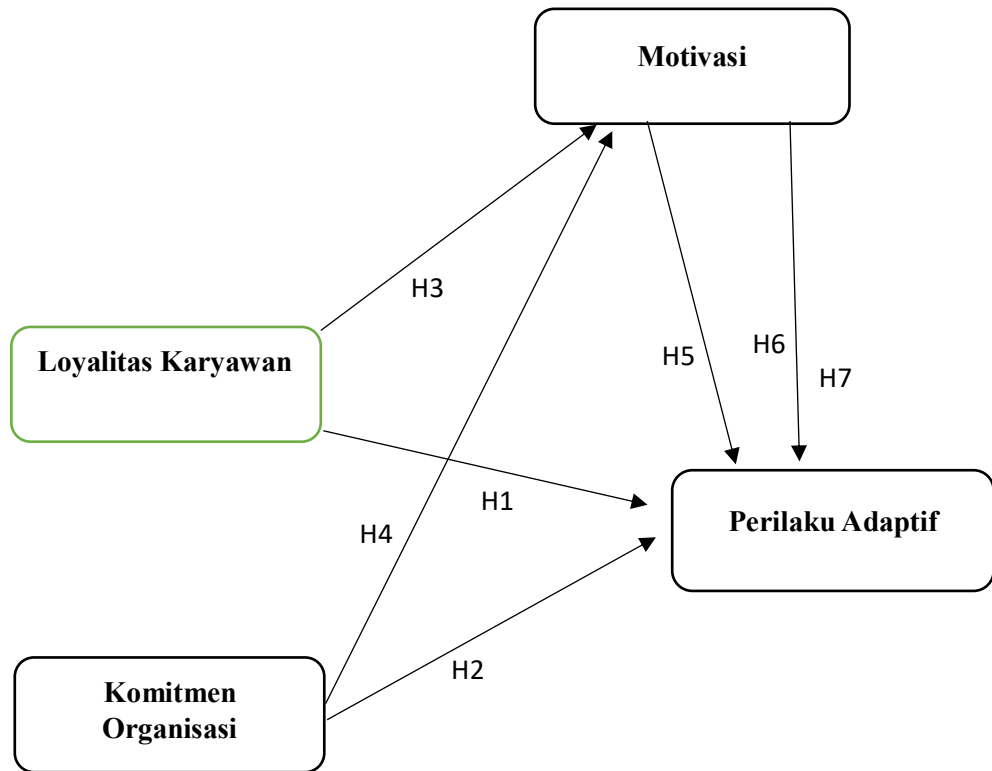 Motivasi
H3
H6
H5
H7
Loyalitas Karyawan
H1
H4
Perilaku Adaptif
H2
Komitmen
Organisasi